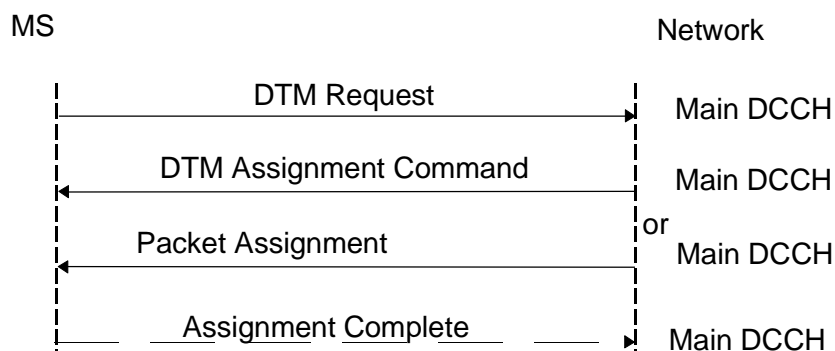 MS
Network
DTM Request
Main DCCH
DTM Assignment Command
Main DCCH
or
Packet Assignment
Main DCCH
Assignment Complete
Main DCCH